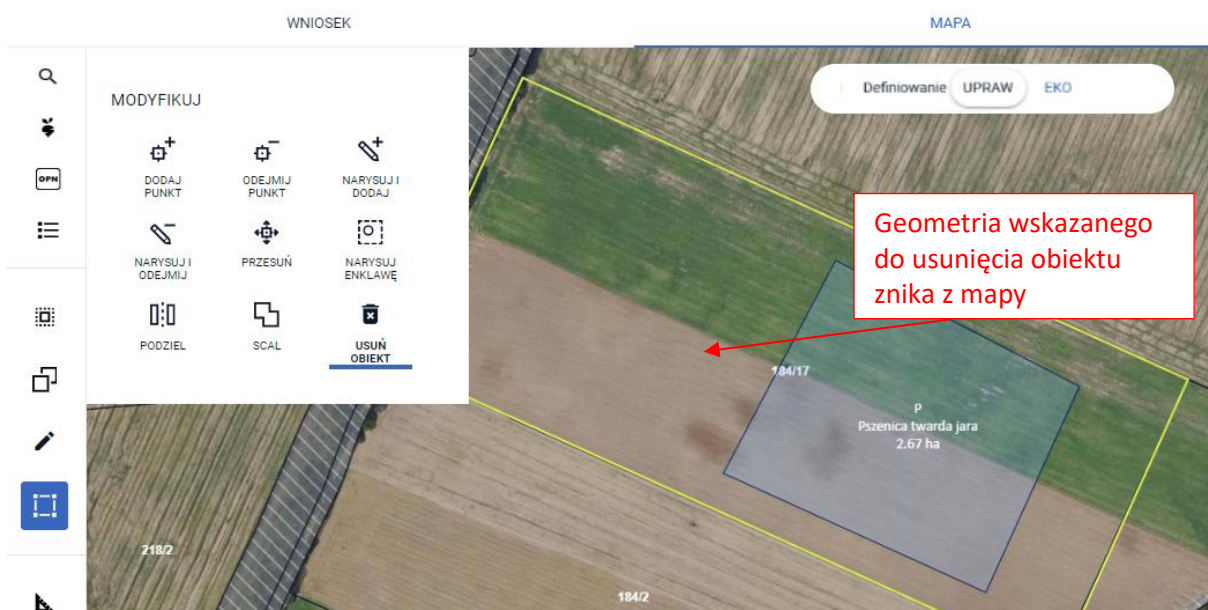 WNIOSEK
MAPA
MODYFIKUJ
DODAJ
PUNKT
ODEJMIJ
PUNKT
NARYSUJ I
DODAJ
NARYSUJ I
ODEJMIJ
PRZESUŃ
NARYSUJ
ENKLAWĘ
PODZIEL
SCAL
USUŃ
OBIEKT
OPN
Definiowanie UPRAW EKO
Geometria wskazanego
do usunięcia obiektu
znika z mapy
184/17
P
Pszenica twarda jara
2.67 ha
218/2
184/2